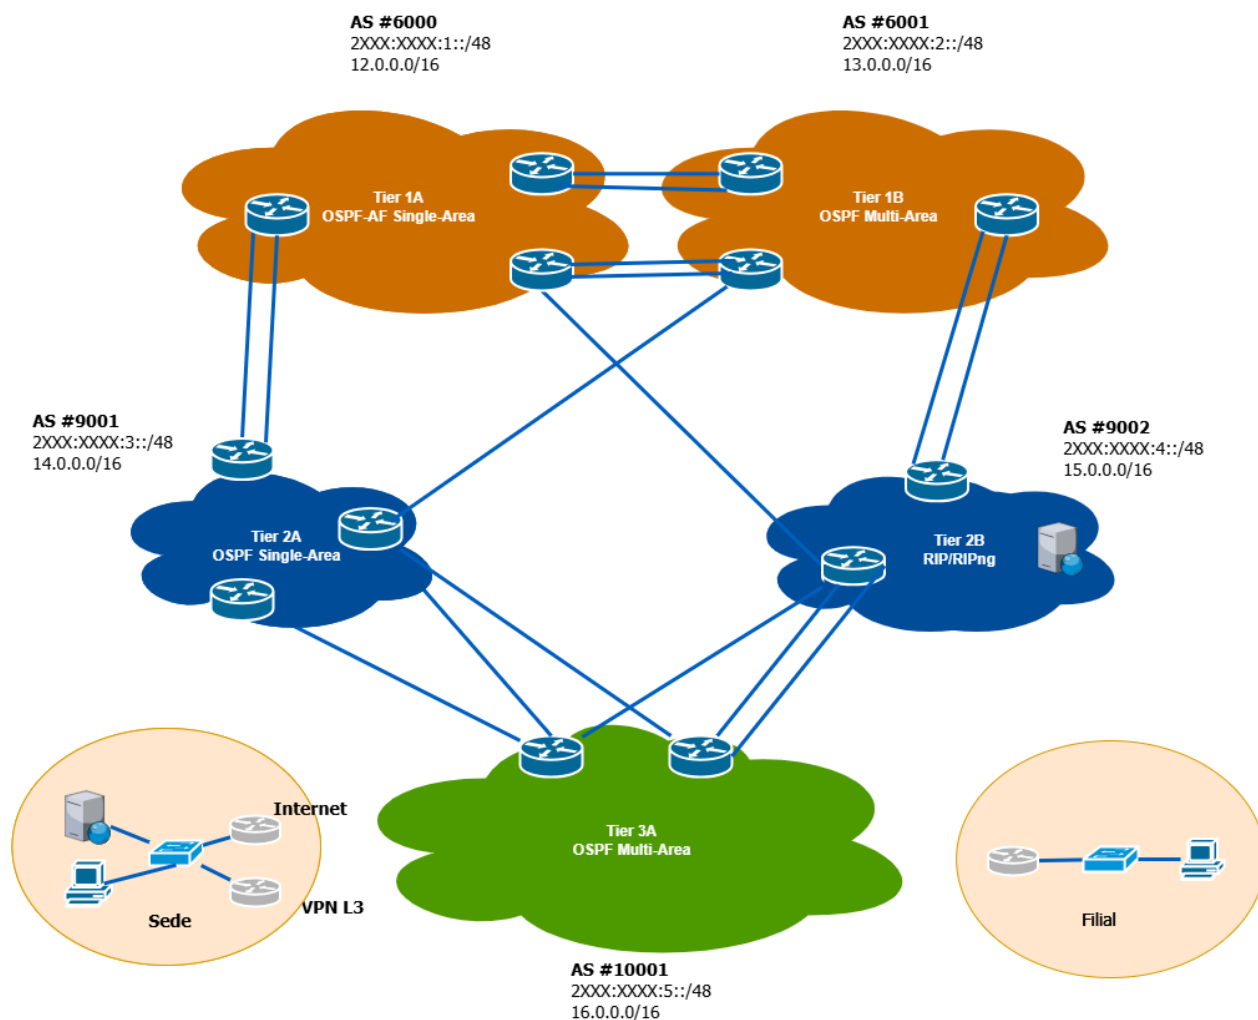 AS #6000
2XXX:XXXX:1::/48
12.0.0.0/16
AS #6001
2XXX:XXXX:2::/48
13.0.0.0/16
Tier 1A
OSPF-AF Single-Area
Tier 1B
OSPF Multi-Area
AS #9001
2XXX:XXXX:3::/48
14.0.0.0/16
AS #9002
2XXX:XXXX:4::/48
15.0.0.0/16
Tier 2A
OSPF Single-Area
Tier 2B
RIP/RIPng
Internet
VPN L3
Sede
Tier 3A
OSPF Multi-Area
Filial
AS #10001
2XXX:XXXX:5::/48
16.0.0.0/16